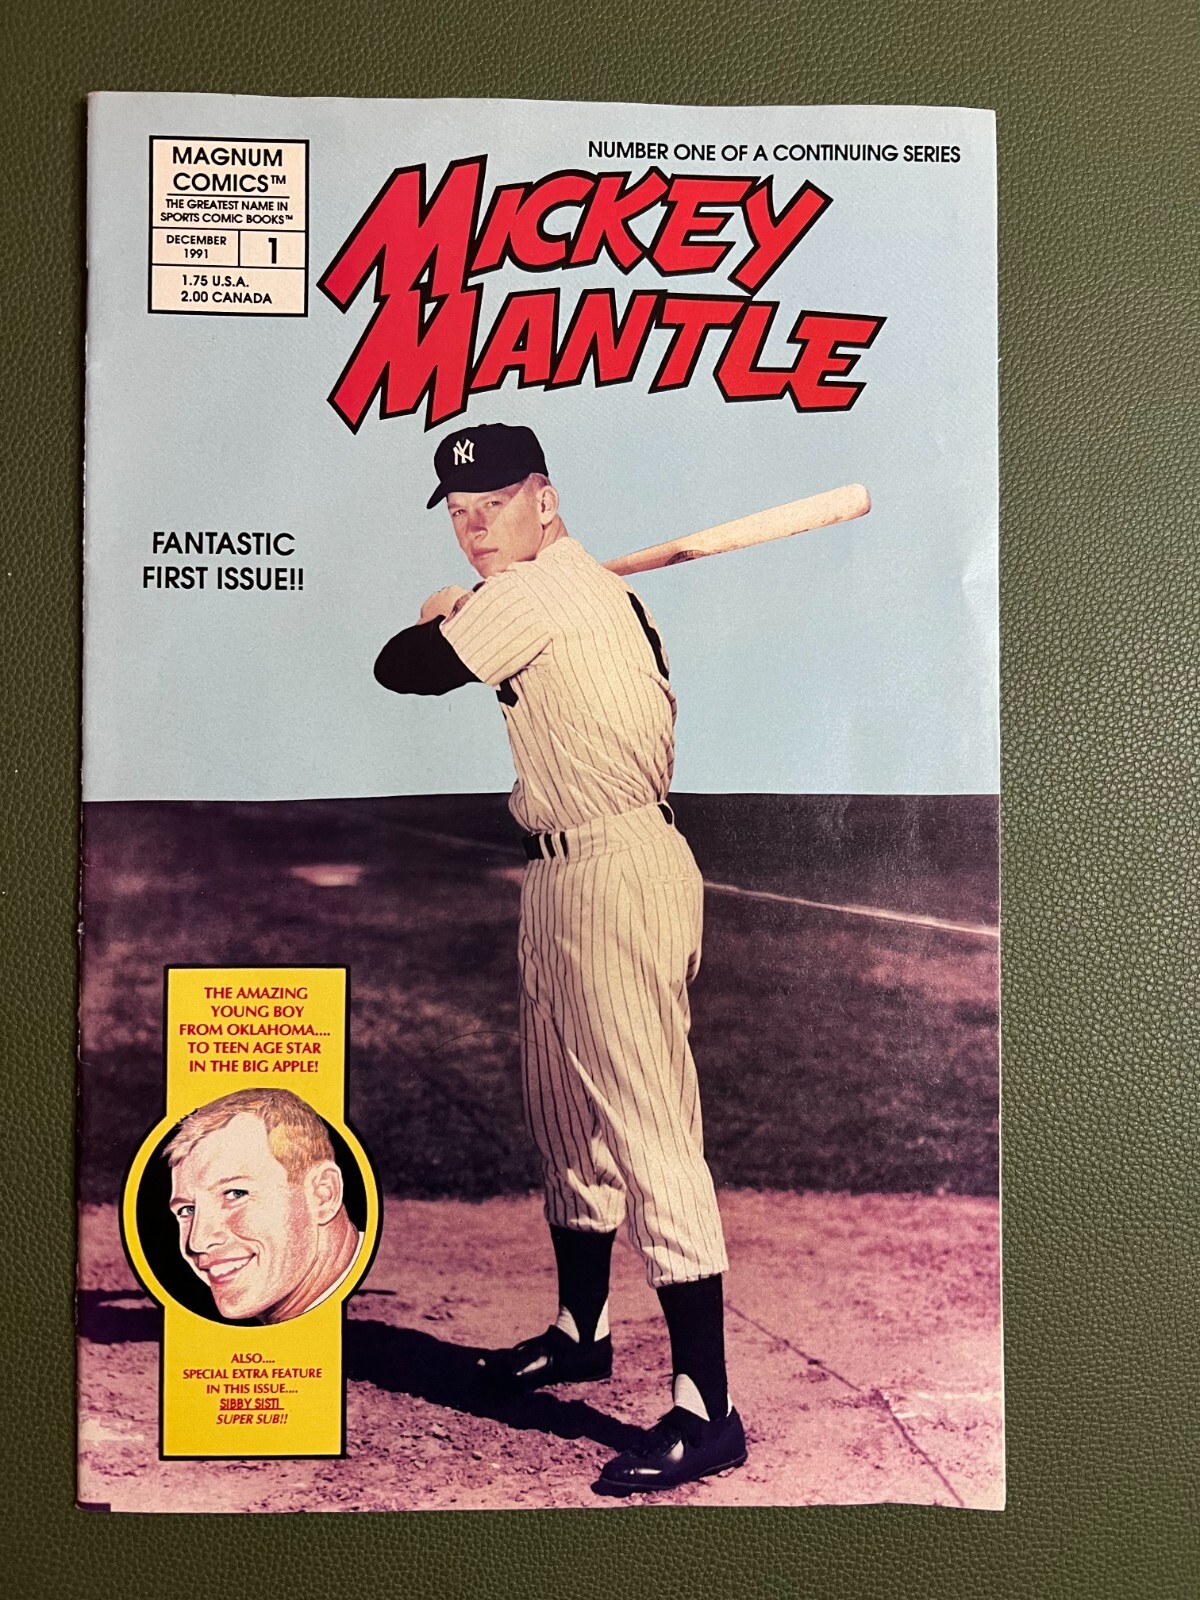 MAGNUM
COMICS™
THE GREATEST NAME IN
SPORTS COMIC BOOKS™
DECEMBER
1991
1
1.75 U.S.A.
2.00 CANADA
NUMBER ONE OF A CONTINUING SERIES
MICKEY
MANTLE
NY
FANTASTIC
FIRST ISSUE!!
THE AMAZING
YOUNG BOY
FROM OKLAHOMA....
TO TEEN AGE STAR
IN THE BIG APPLE!
ALSO....
SPECIAL EXTRA FEATURE
IN THIS ISSUE....
SIBBY SISTI
SUPER SUB!!